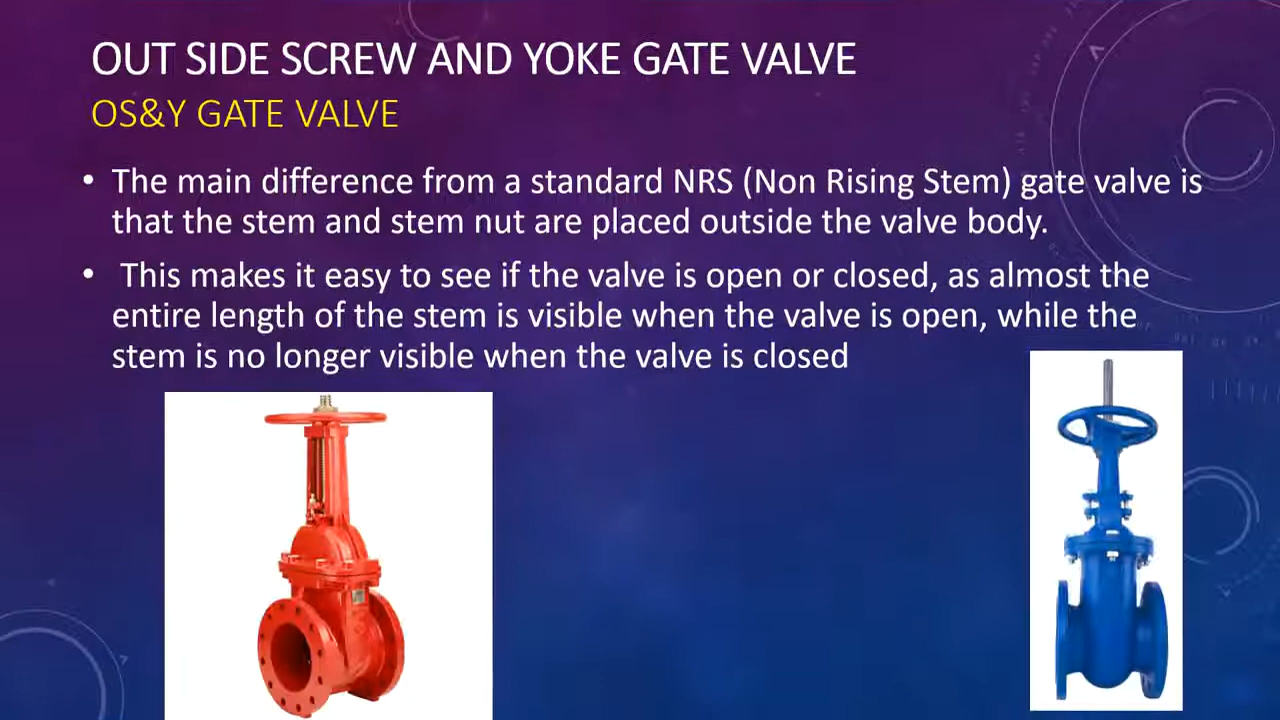 OUT SIDE SCREW AND YOKE GATE VALVE
OS&Y GATE VALVE
• The main difference from a standard NRS (Non Rising Stem) gate valve is
that the stem and stem nut are placed outside the valve body.
• This makes it easy to see if the valve is open or closed, as almost the
entire length of the stem is visible when the valve is open, while the
stem is no longer visible when the valve is closed